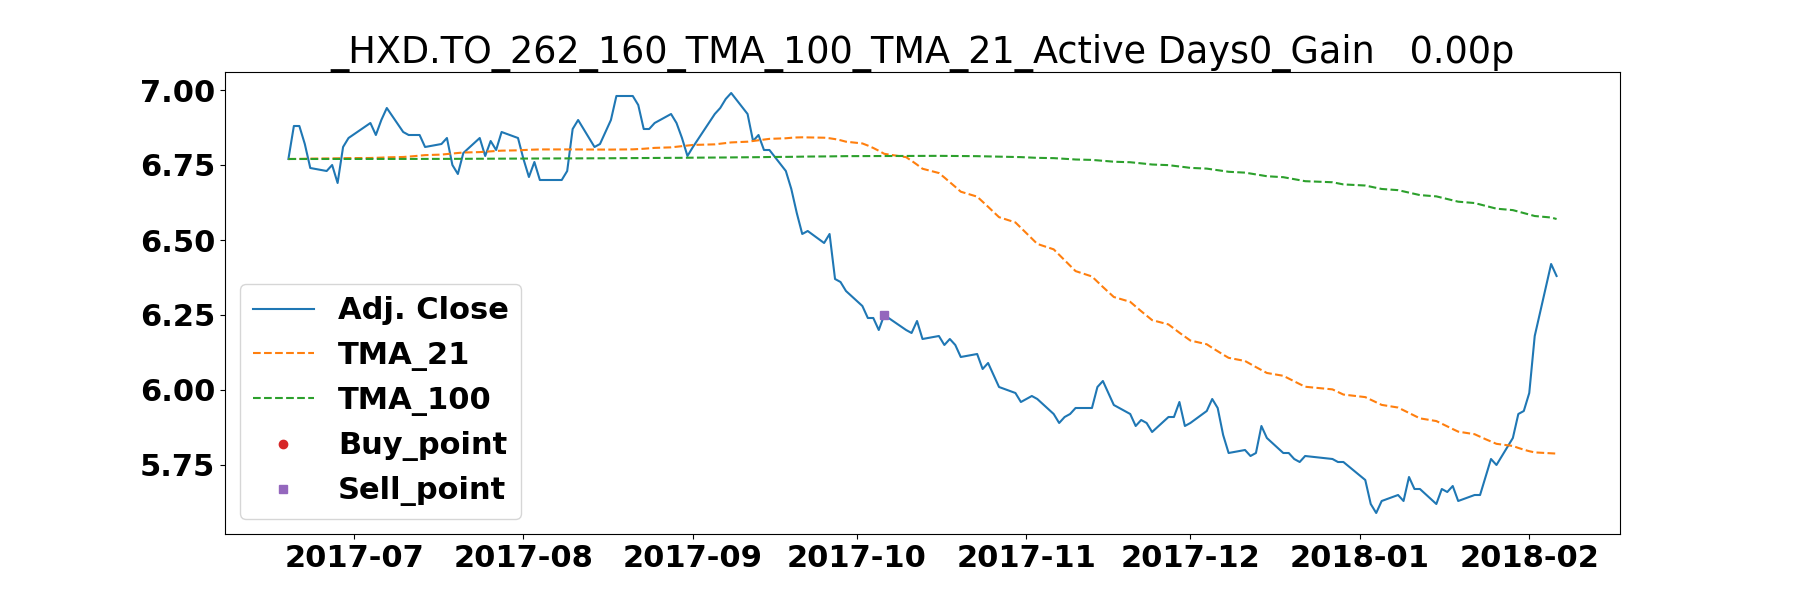 _HXD.TO_262_160_TMA_100_TMA_21_Active Days0_Gain   0.00p
7.00
6.75
6.50
6.25
6.00
5.75
Adj. Close
TMA_21
TMA_100
Buy_point
Sell_point
2017-07 2017-08 2017-09 2017-10 2017-11 2017-12 2018-01 2018-02